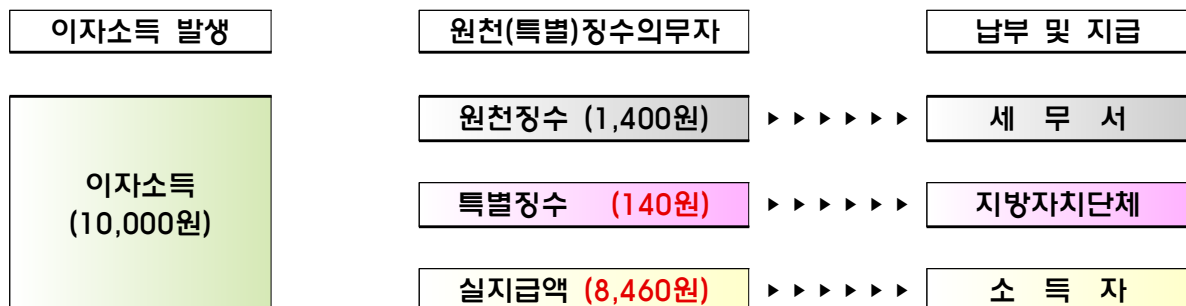 이자소득 발생
원천(특별)징수의무자
납부 및 지급
이자소득
(10,000원)
원천징수 (1,400원) ▶ ▶ ▶ ▶ ▶ ▶ 세 무 서
특별징수 (140원) ▶ ▶ ▶ ▶ ▶ ▶ 지방자치단체
실지급액 (8,460원) ▶ ▶ ▶ ▶ ▶ ▶ 소 득 자